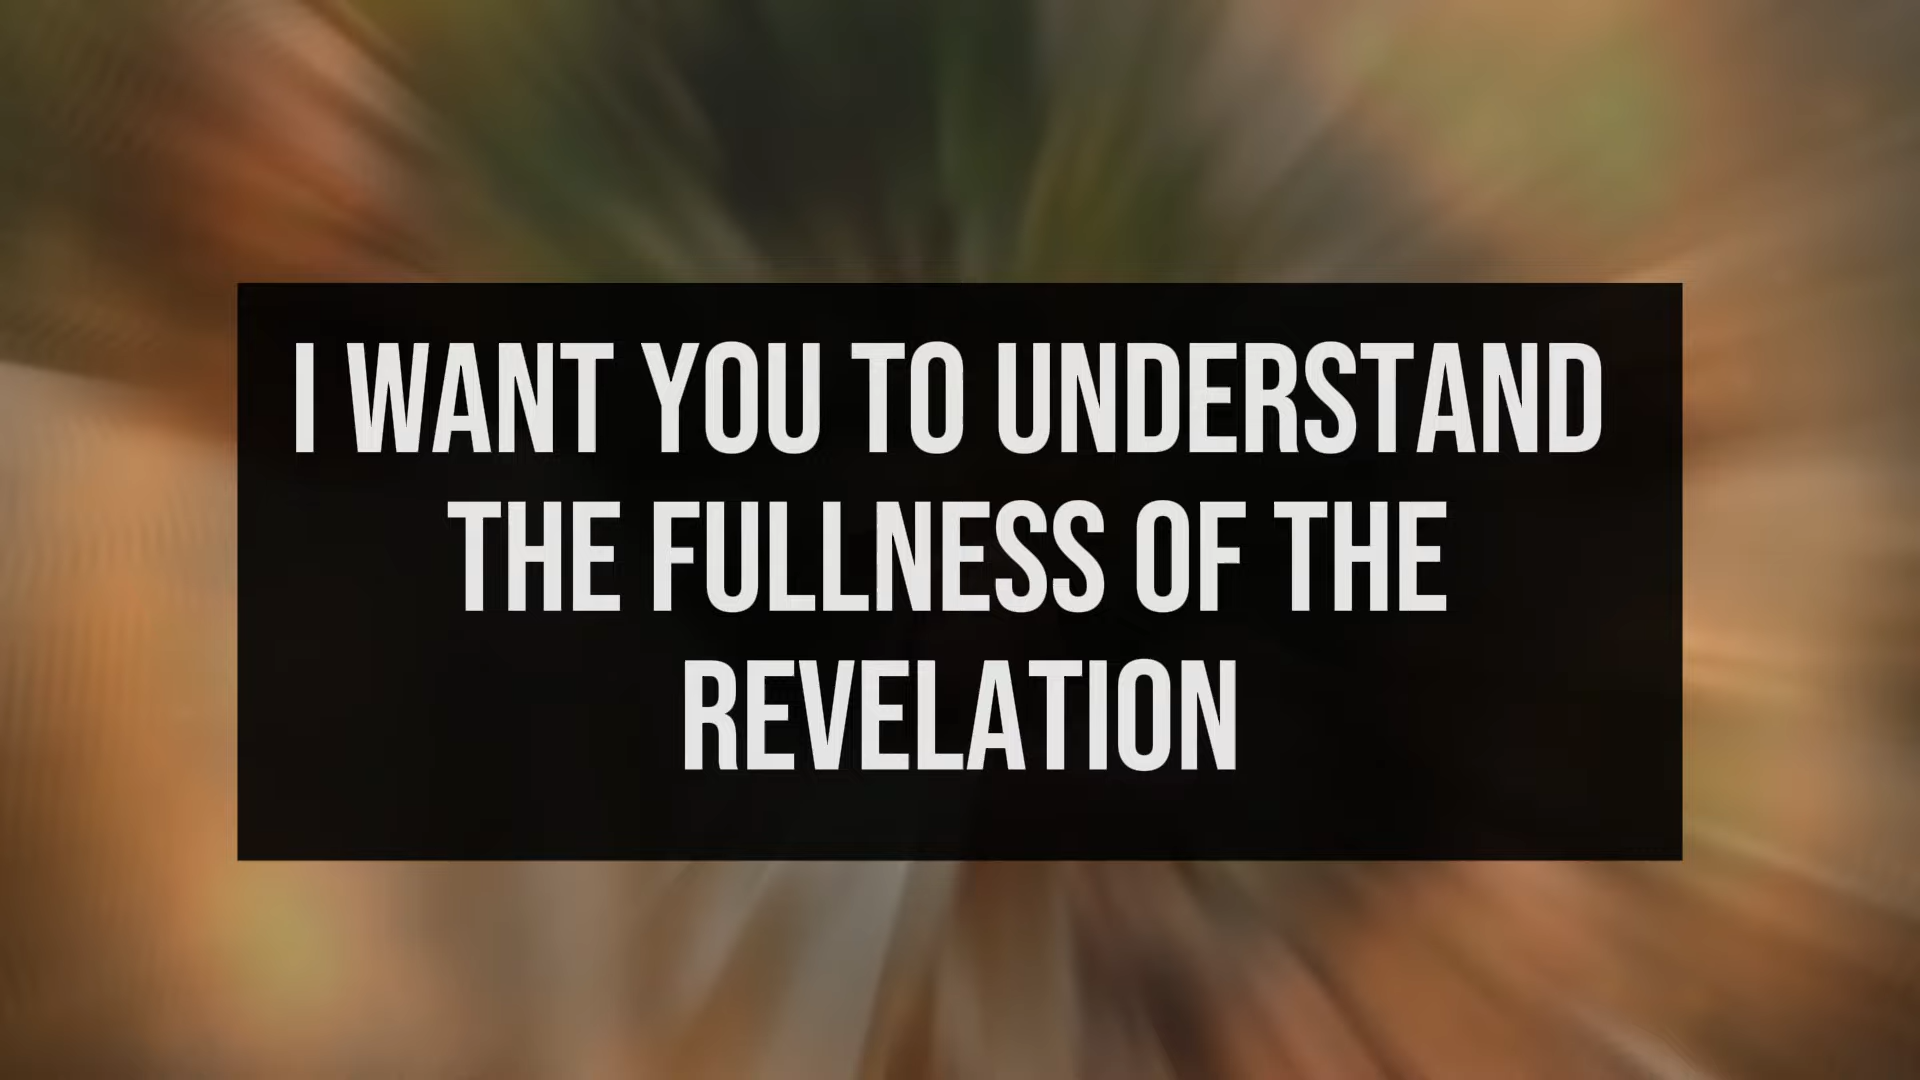 I WANT YOU TO UNDERSTAND
THE FULLNESS OF THE
REVELATION